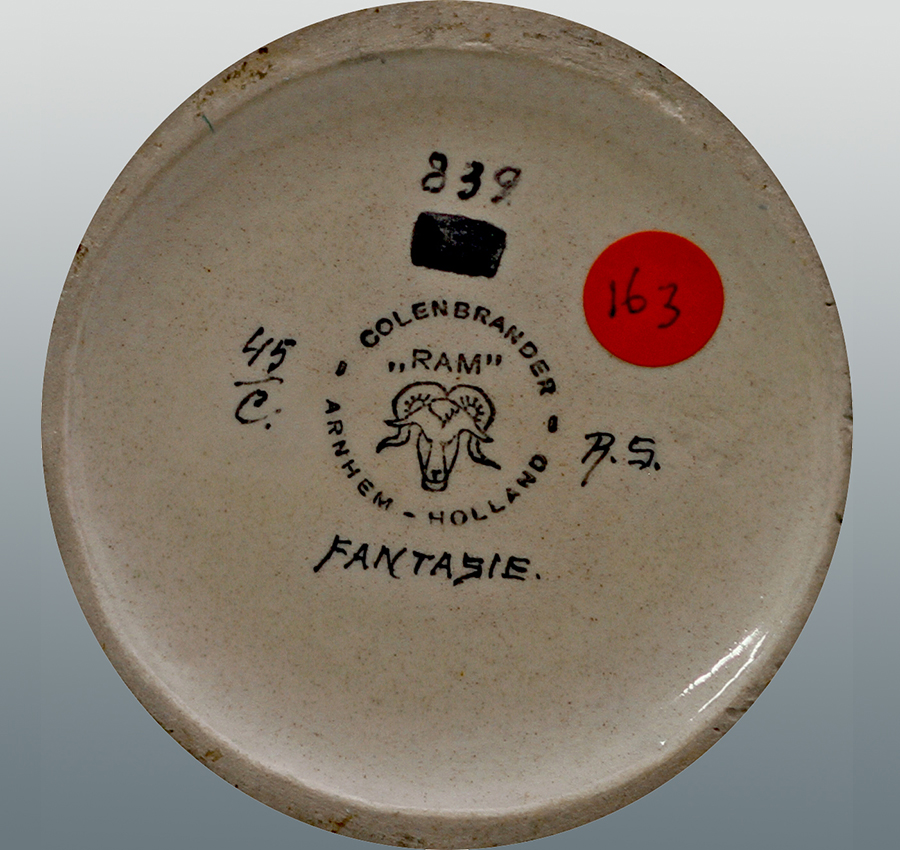 839
163
45
C.
COLENBRANDER
„RAM”
ARNHEM - HOLLAND
R.S.
FANTASIE.